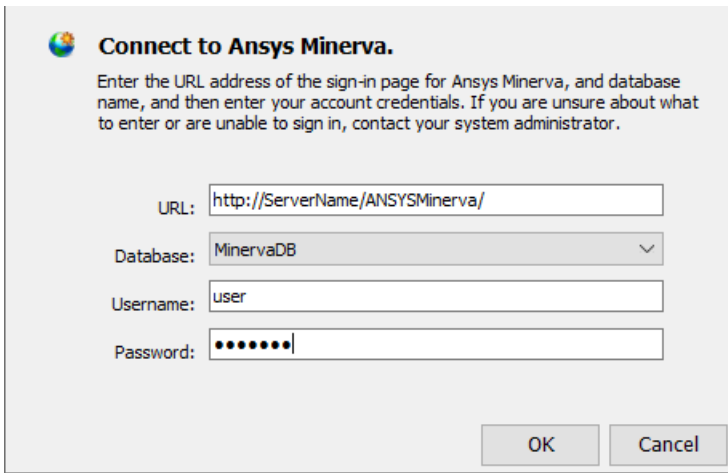 Connect to Ansys Minerva.
Enter the URL address of the sign-in page for Ansys Minerva, and database
name, and then enter your account credentials. If you are unsure about what
to enter or are unable to sign in, contact your system administrator.
URL: http://ServerName/ANSYSMinerva/
Database: MinervaDB
Username: user
Password: •••••••
OK Cancel